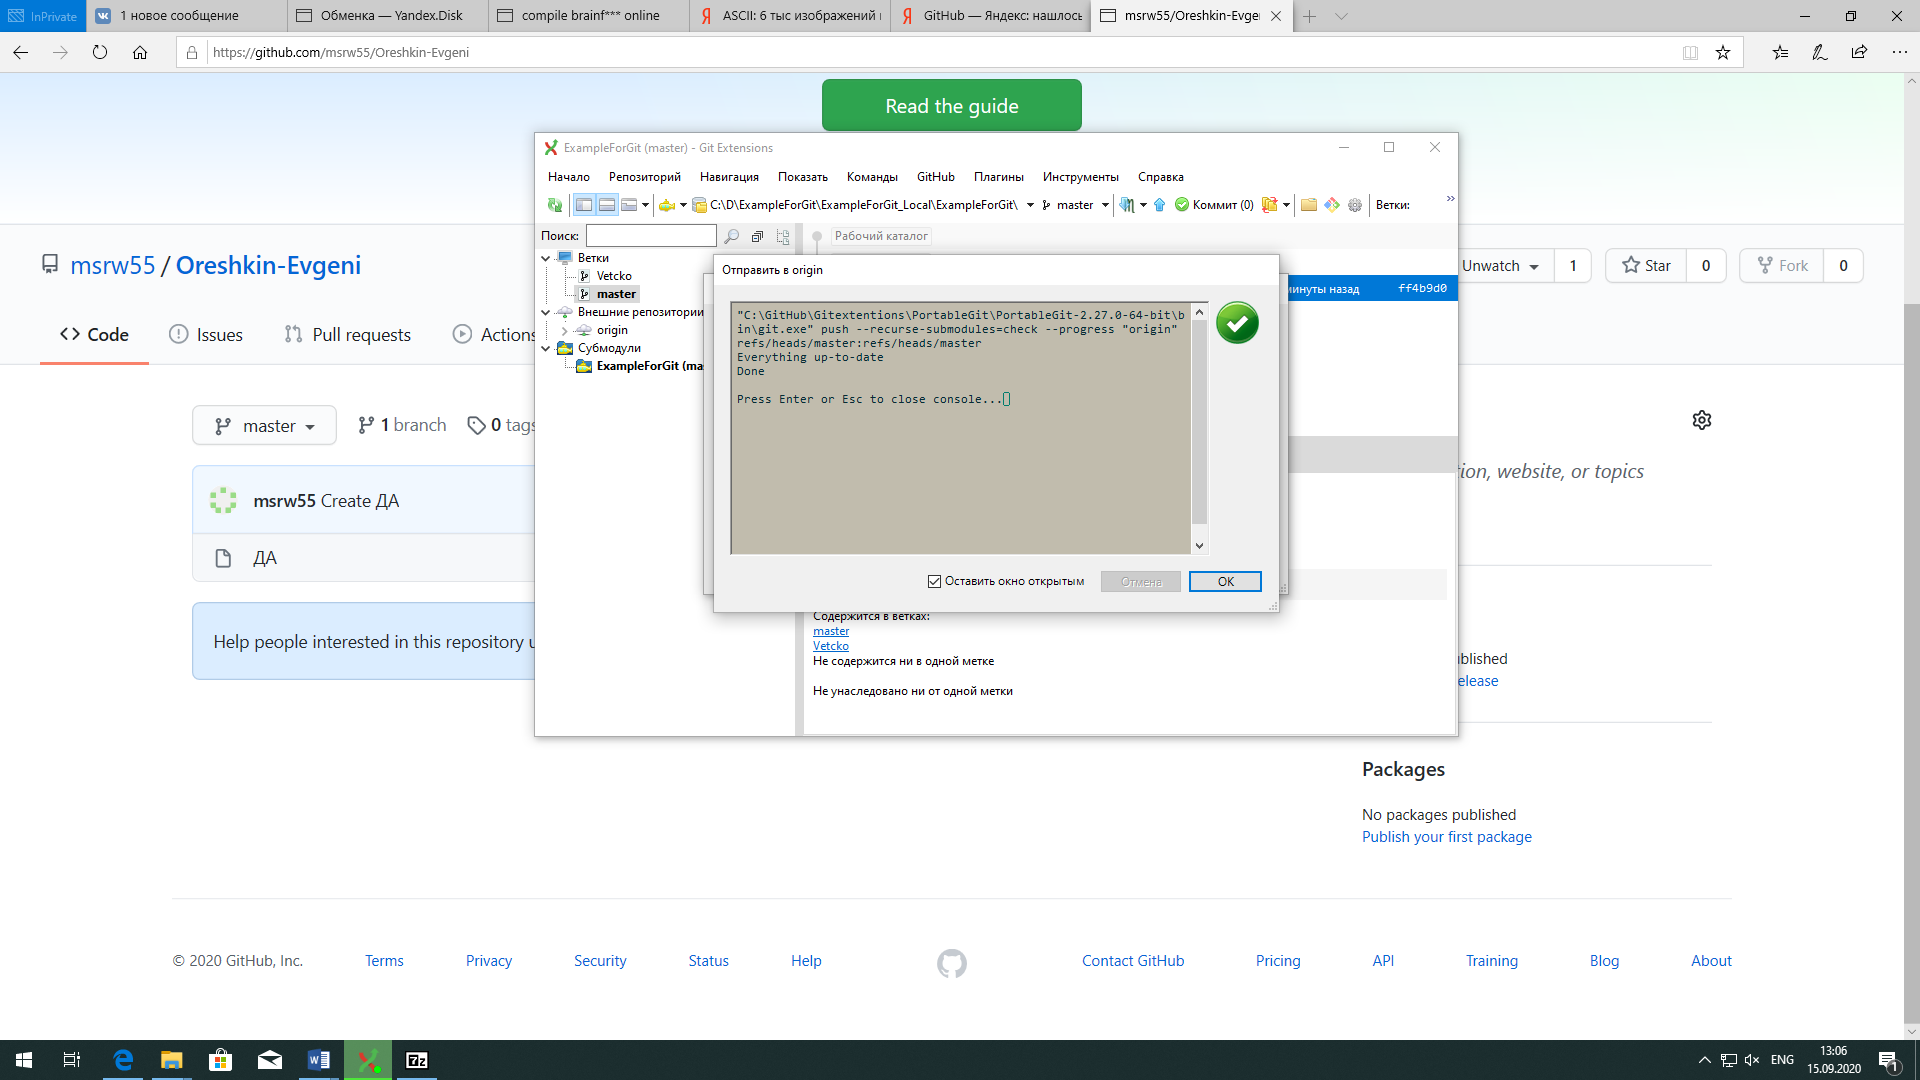 InPrivate
1 новое сообщение
Обменка — Yandex.Disk
compile brainf*** online
ASCII: 6 тыс изображений
GitHub — Яндекс: нашлось
msrw55/Oreshkin-Evge
https://github.com/msrw55/Oreshkin-Evgeni
Read the guide
msrw55 / Oreshkin-Evgeni
Unwatch 1
Star 0
Fork 0
Code
Issues
Pull requests
Actions
master
1 branch
0 tags
msrw55 Create ДА
ДА
Help people interested in this repository u
ExampleForGit (master) - Git Extensions
Начало Репозиторий Навигация Показать Команды GitHub Плагины Инструменты Справка
C:\D\ExampleForGit\ExampleForGit_Local\ExampleForGit\ master Коммит (0) Ветки: »
Поиск:
Рабочий каталог
Ветки
Vetcko
master
Внешние репозитории
origin
Субмодули
ExampleForGit (ma
минуты назад ff4b9d0
Отправить в origin
"C:\GitHub\Gitextentions\PortableGit\PortableGit-2.27.0-64-bit\b
in\git.exe" push --recurse-submodules=check --progress "origin"
refs/heads/master:refs/heads/master
Everything up-to-date
Done
Press Enter or Esc to close console...
Оставить окно открытым
Отмена
OK
Содержится в ветках:
master
Vetcko
Не содержится ни в одной метке
Не унаследовано ни от одной метки
tion, website, or topics
blished
elease
Packages
No packages published
Publish your first package
© 2020 GitHub, Inc.
Terms
Privacy
Security
Status
Help
Contact GitHub
Pricing
API
Training
Blog
About
7z
ENG
13:06
15.09.2020
1